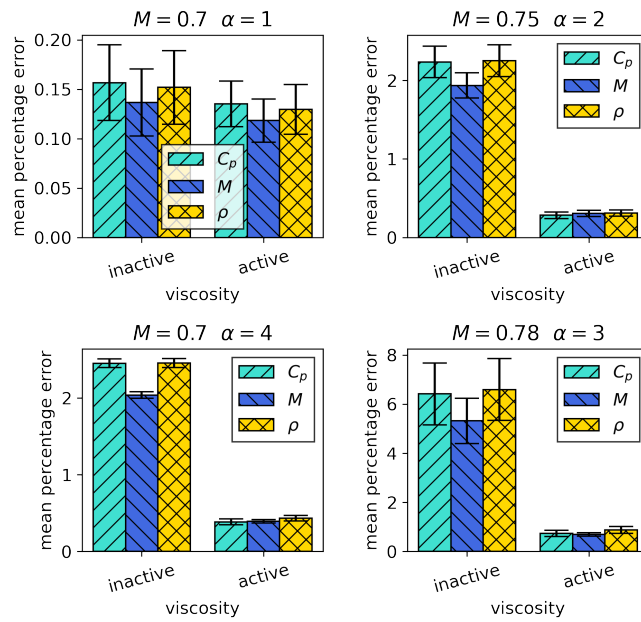 M = 0.7 α = 1
mean percentage error
0.20
0.15
0.10
0.05
0.00
C_p
M
ρ
inactive
active
viscosity
M = 0.75 α = 2
mean percentage error
2
1
0
C_p
M
ρ
inactive
active
viscosity
M = 0.7 α = 4
mean percentage error
2
1
0
C_p
M
ρ
inactive
active
viscosity
M = 0.78 α = 3
mean percentage error
8
6
4
2
0
C_p
M
ρ
inactive
active
viscosity